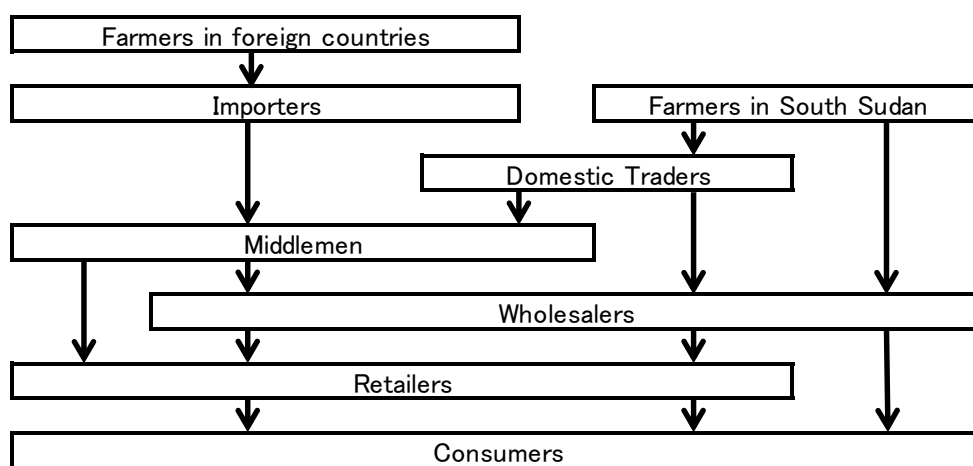 Farmers in foreign countries
Importers
Farmers in South Sudan
Domestic Traders
Middlemen
Wholesalers
Retailers
Consumers